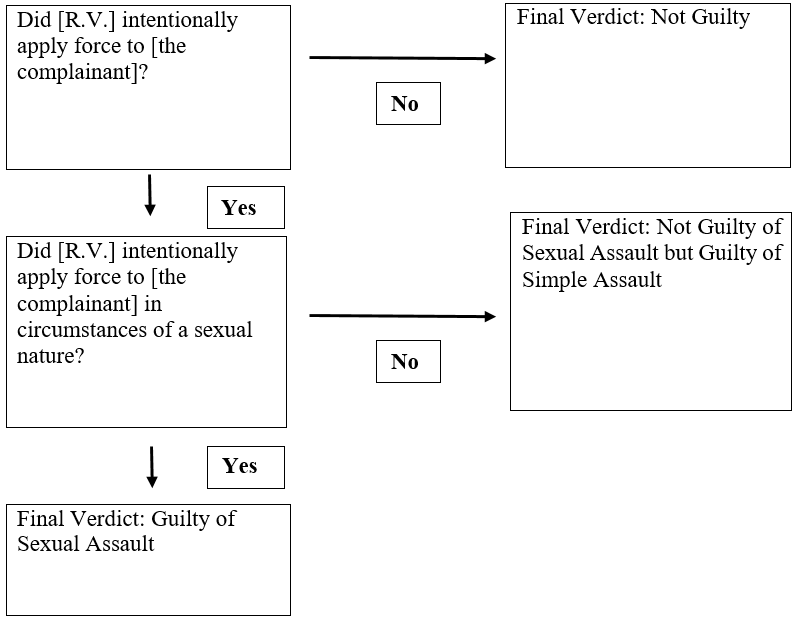 Did [R.V.] intentionally
apply force to [the
complainant]?
No
Final Verdict: Not Guilty
Yes
Did [R.V.] intentionally
apply force to [the
complainant] in
circumstances of a sexual
nature?
No
Final Verdict: Not Guilty of
Sexual Assault but Guilty of
Simple Assault
Yes
Final Verdict: Guilty of
Sexual Assault